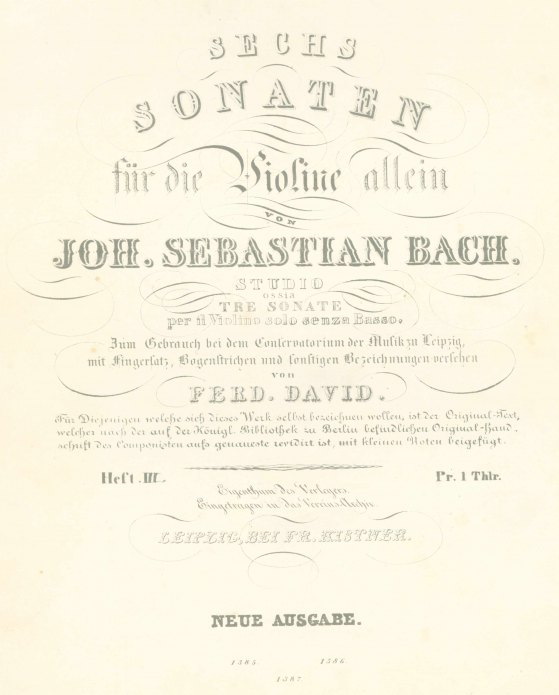 SECHS
SONATEN
für die Violine allein
VON
JOH. SEBASTIAN BACH.
STUDIO
ossia
TRE SONATE
per il Violino solo senza Basso.
Zum Gebrauch bei dem Conservatorium der Musik zu Leipzig,
mit Fingersatz, Bogenstrichen und sonstigen Bezeichnungen versehen
von
FERD. DAVID.
Für Diejenigen welche sich dieses Werk selbst bezeichnen wollen, ist der Original-Text,
welcher nach der auf der Königl. Bibliothek zu Berlin befindlichen Original-Hand
schrift des Componisten aufs genaueste revidirt ist, mit kleinen Noten beigefügt.
Heft. III. Pr. 1 Thlr.
Eigenthum des Verlegers.
Eingetragen in das Vereins-Archiv.
LEIPZIG, BEI FR. KISTNER.
NEUE AUSGABE.
1385. 1386.
1387.